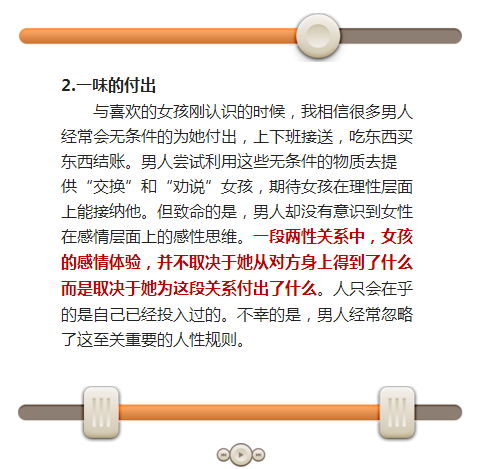 2.一味的付出
与喜欢的女孩刚认识的时候，我相信很多男人
经常会无条件的为她付出，上下班接送，吃东西买
东西结账。男人尝试利用这些无条件的物质去提
供“交换”和“劝说”女孩，期待女孩在理性层面
上能接纳他。但致命的是，男人却没有意识到女性
在感情层面上的感性思维。一段两性关系中，女孩
的感情体验，并不取决于她从对方身上得到了什么
而是取决于她为这段关系付出了什么。人只会在乎
的是自己已经投入过的。不幸的是，男人经常忽略
了这至关重要的人性规则。